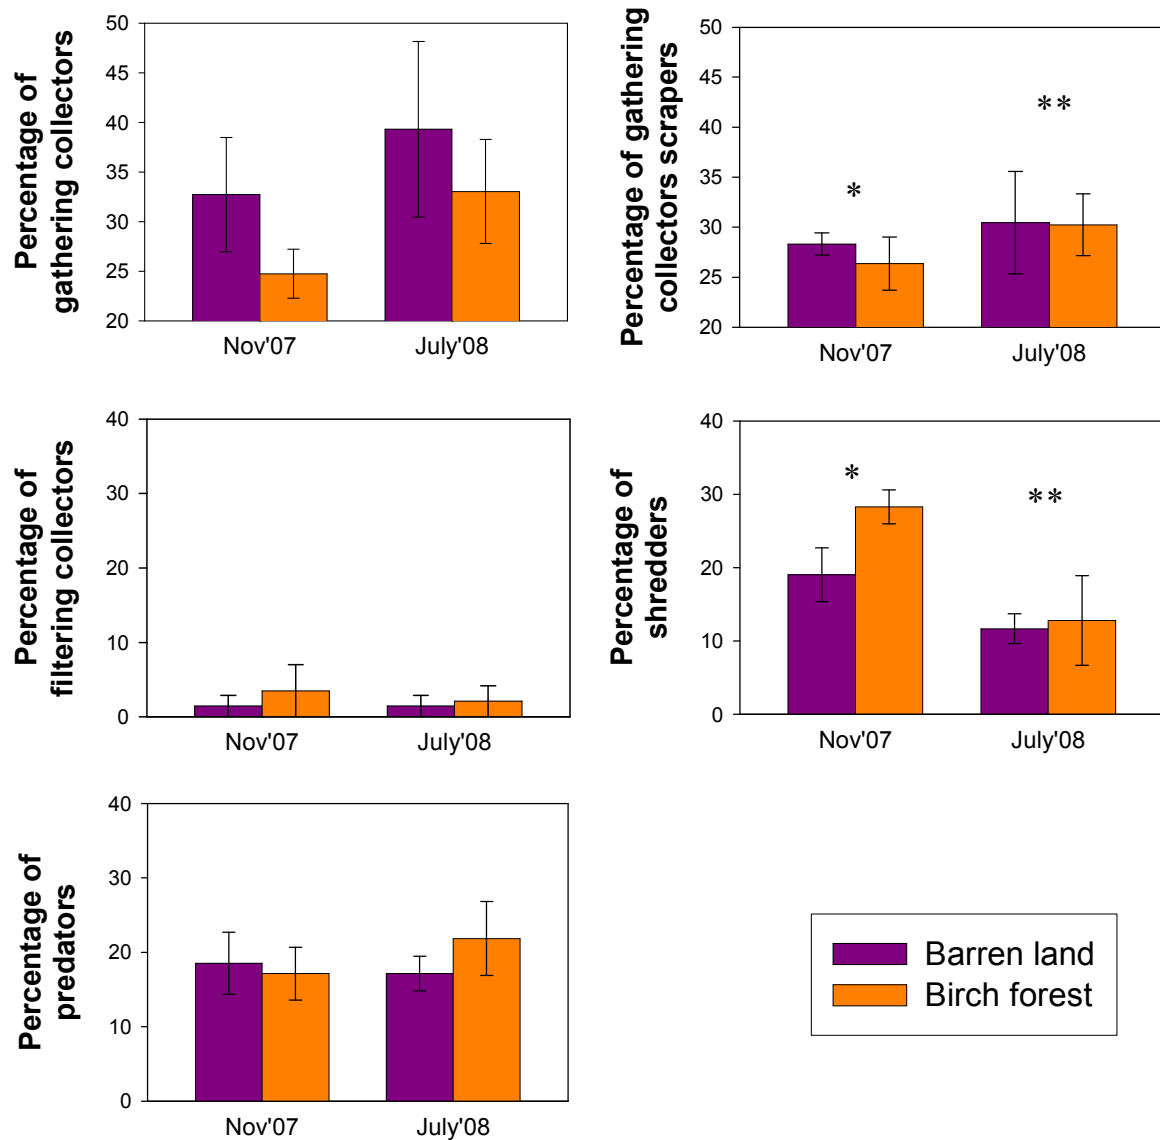 Percentage of
gathering collectors
50
45
40
35
30
25
20
Nov'07
July'08
Percentage of gathering
collectors scrapers
50
45
40
35
30
25
20
*
**
Nov'07
July'08
Percentage of
filtering collectors
40
30
20
10
0
Nov'07
July'08
Percentage of
shredders
40
30
20
10
0
*
**
Nov'07
July'08
Percentage of
predators
40
30
20
10
0
Nov'07
July'08
Barren land
Birch forest